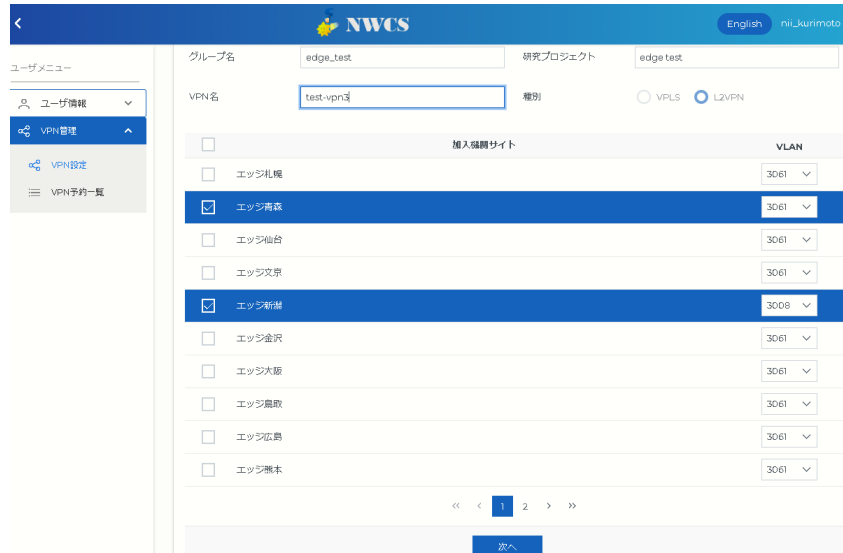 NWCS
English nii_kurimoto
ユーザメニュー
ユーザ情報
VPN管理
VPN設定
VPN予約一覧
グループ名 edge_test 研究プロジェクト edge test
VPN名 test-vpn3 種別 VPLS L2VPN
加入機関サイト VLAN
エッジ札幌 3061
エッジ青森 3061
エッジ仙台 3061
エッジ文京 3061
エッジ新潟 3008
エッジ金沢 3061
エッジ大阪 3061
エッジ鳥取 3061
エッジ広島 3061
エッジ熊本 3061
<< < 1 2 > >>
次へ